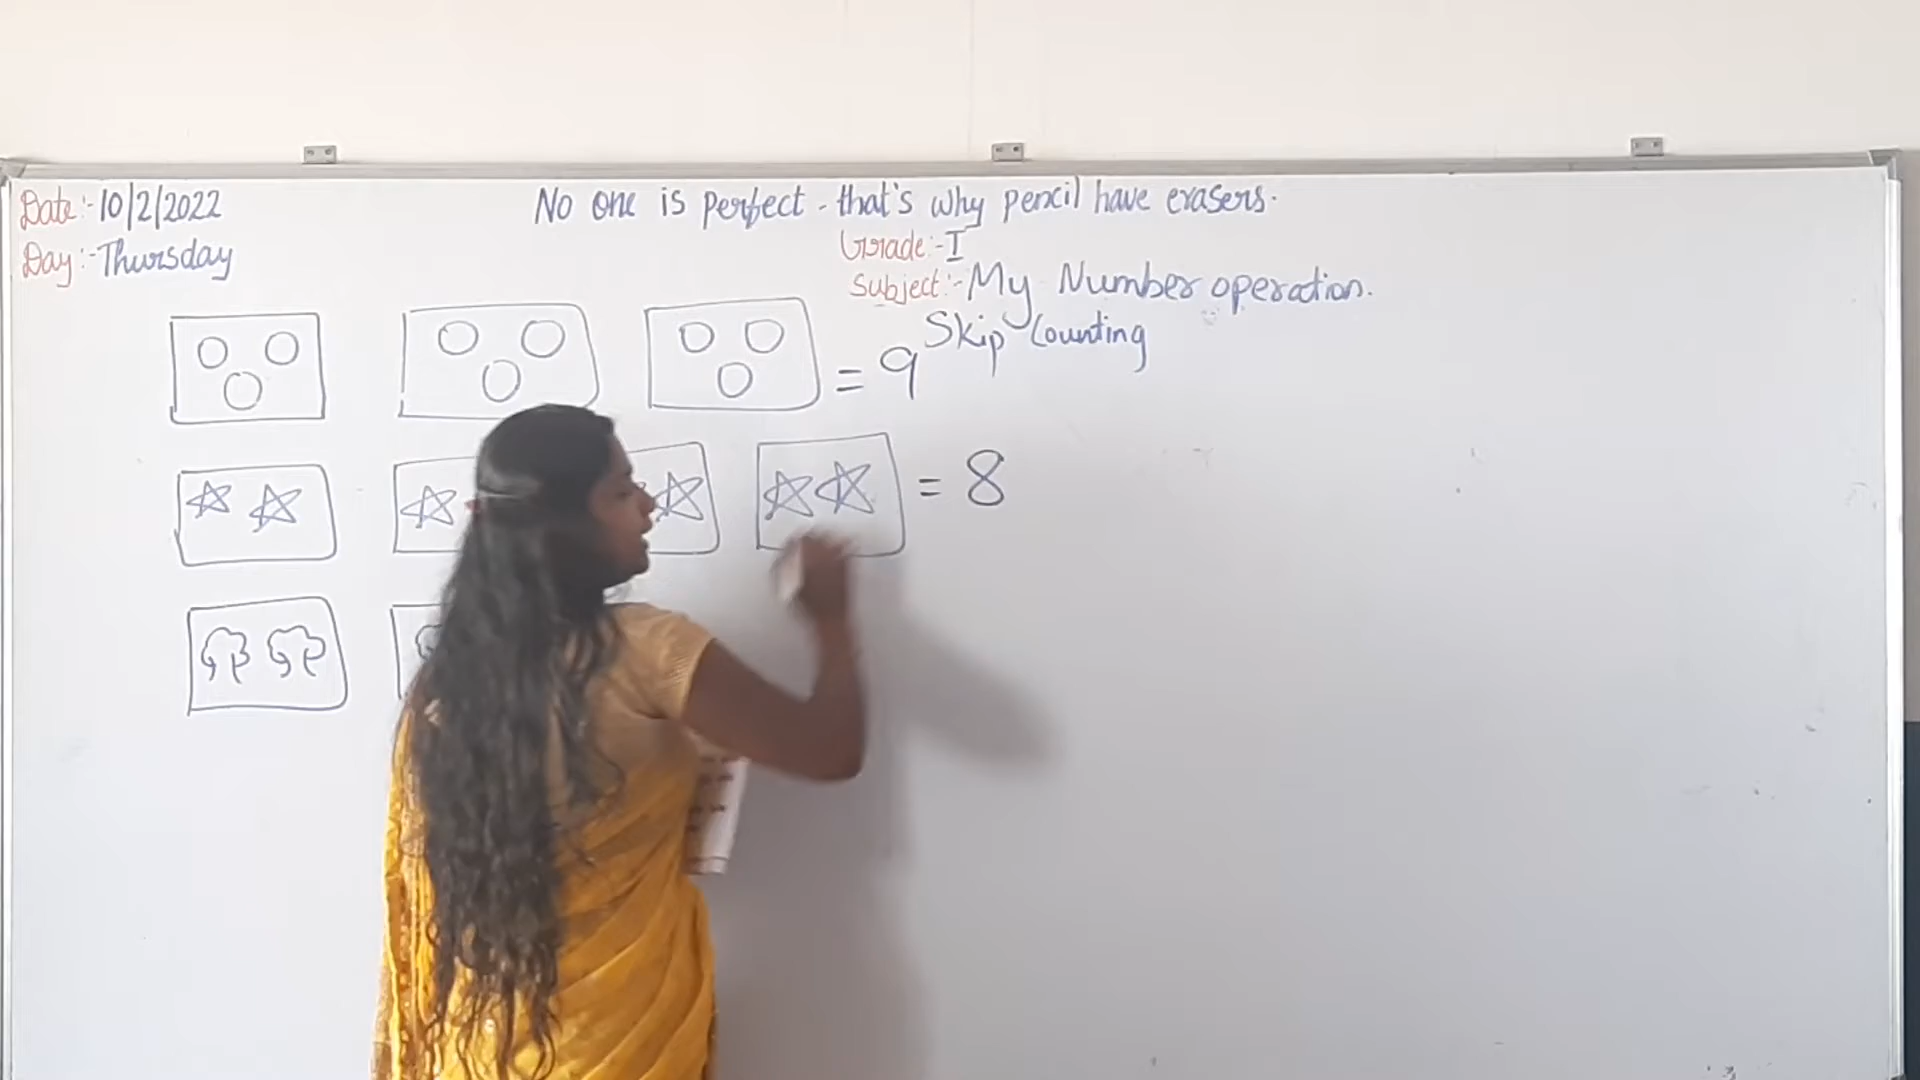 Date:- 10/2/2022
Day:- Thursday
No one is perfect - that's why pencil have erasers.
Grade:- I
Subject:- My Number operation.
Skip Counting
= 9
= 8